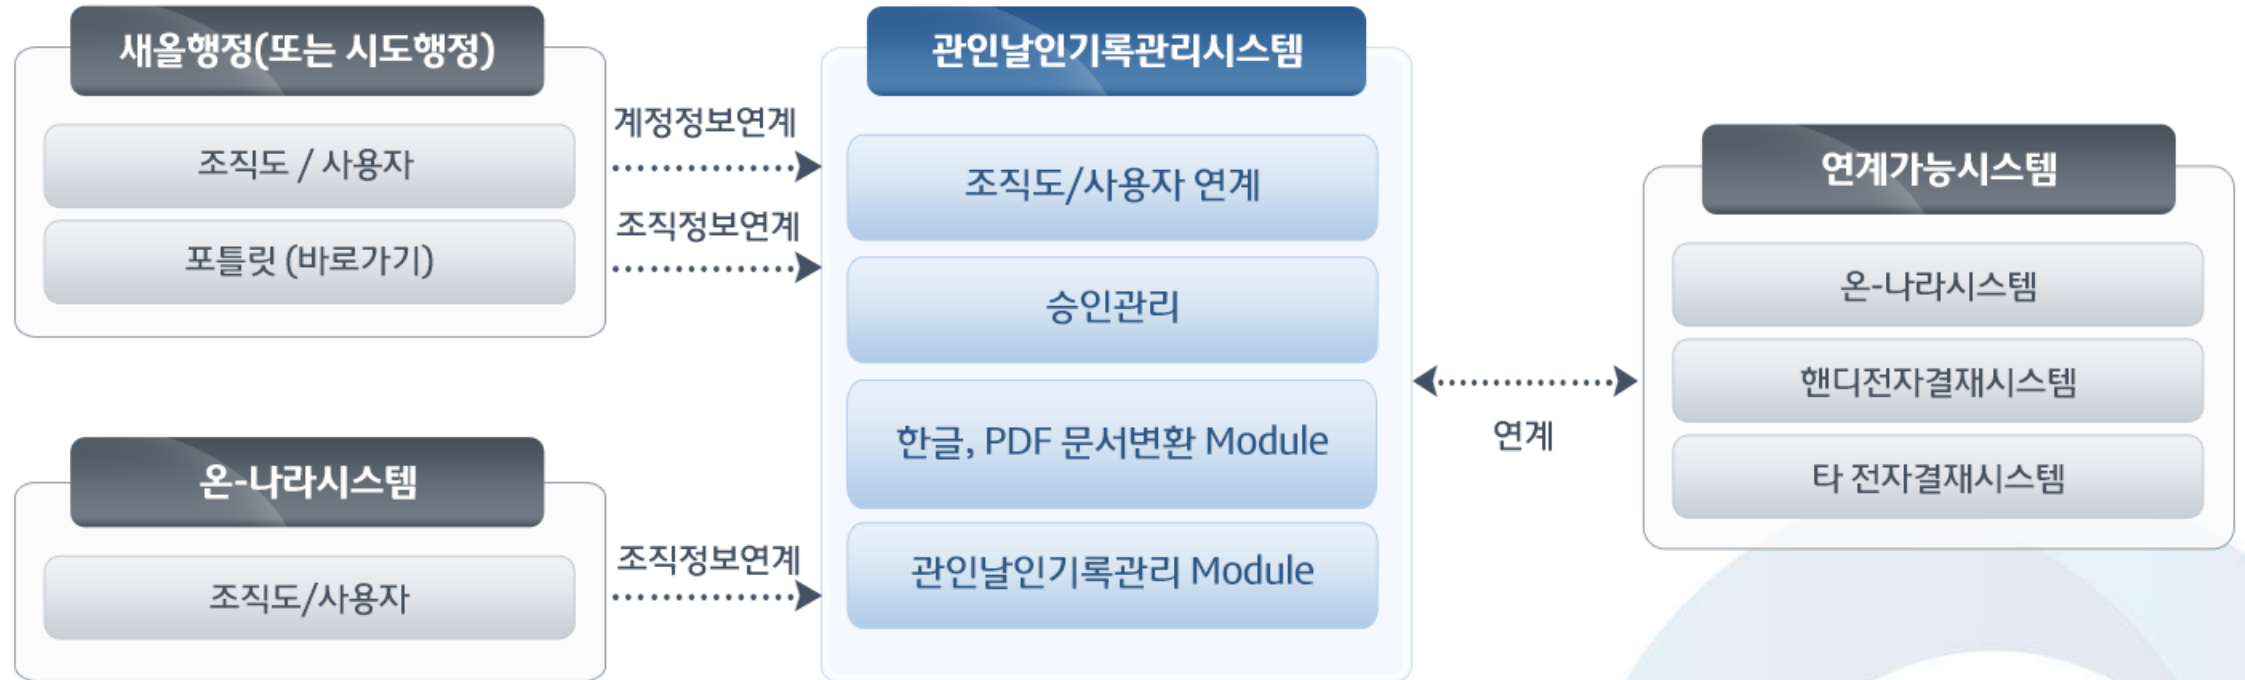 새올행정(또는 시도행정)
조직도 / 사용자
포틀릿 (바로가기)
온-나라시스템
조직도/사용자
계정정보연계
조직정보연계
조직정보연계
관인날인기록관리시스템
조직도/사용자 연계
승인관리
한글, PDF 문서변환 Module
관인날인기록관리 Module
연계
연계가능시스템
온-나라시스템
핸디전자결재시스템
타 전자결재시스템